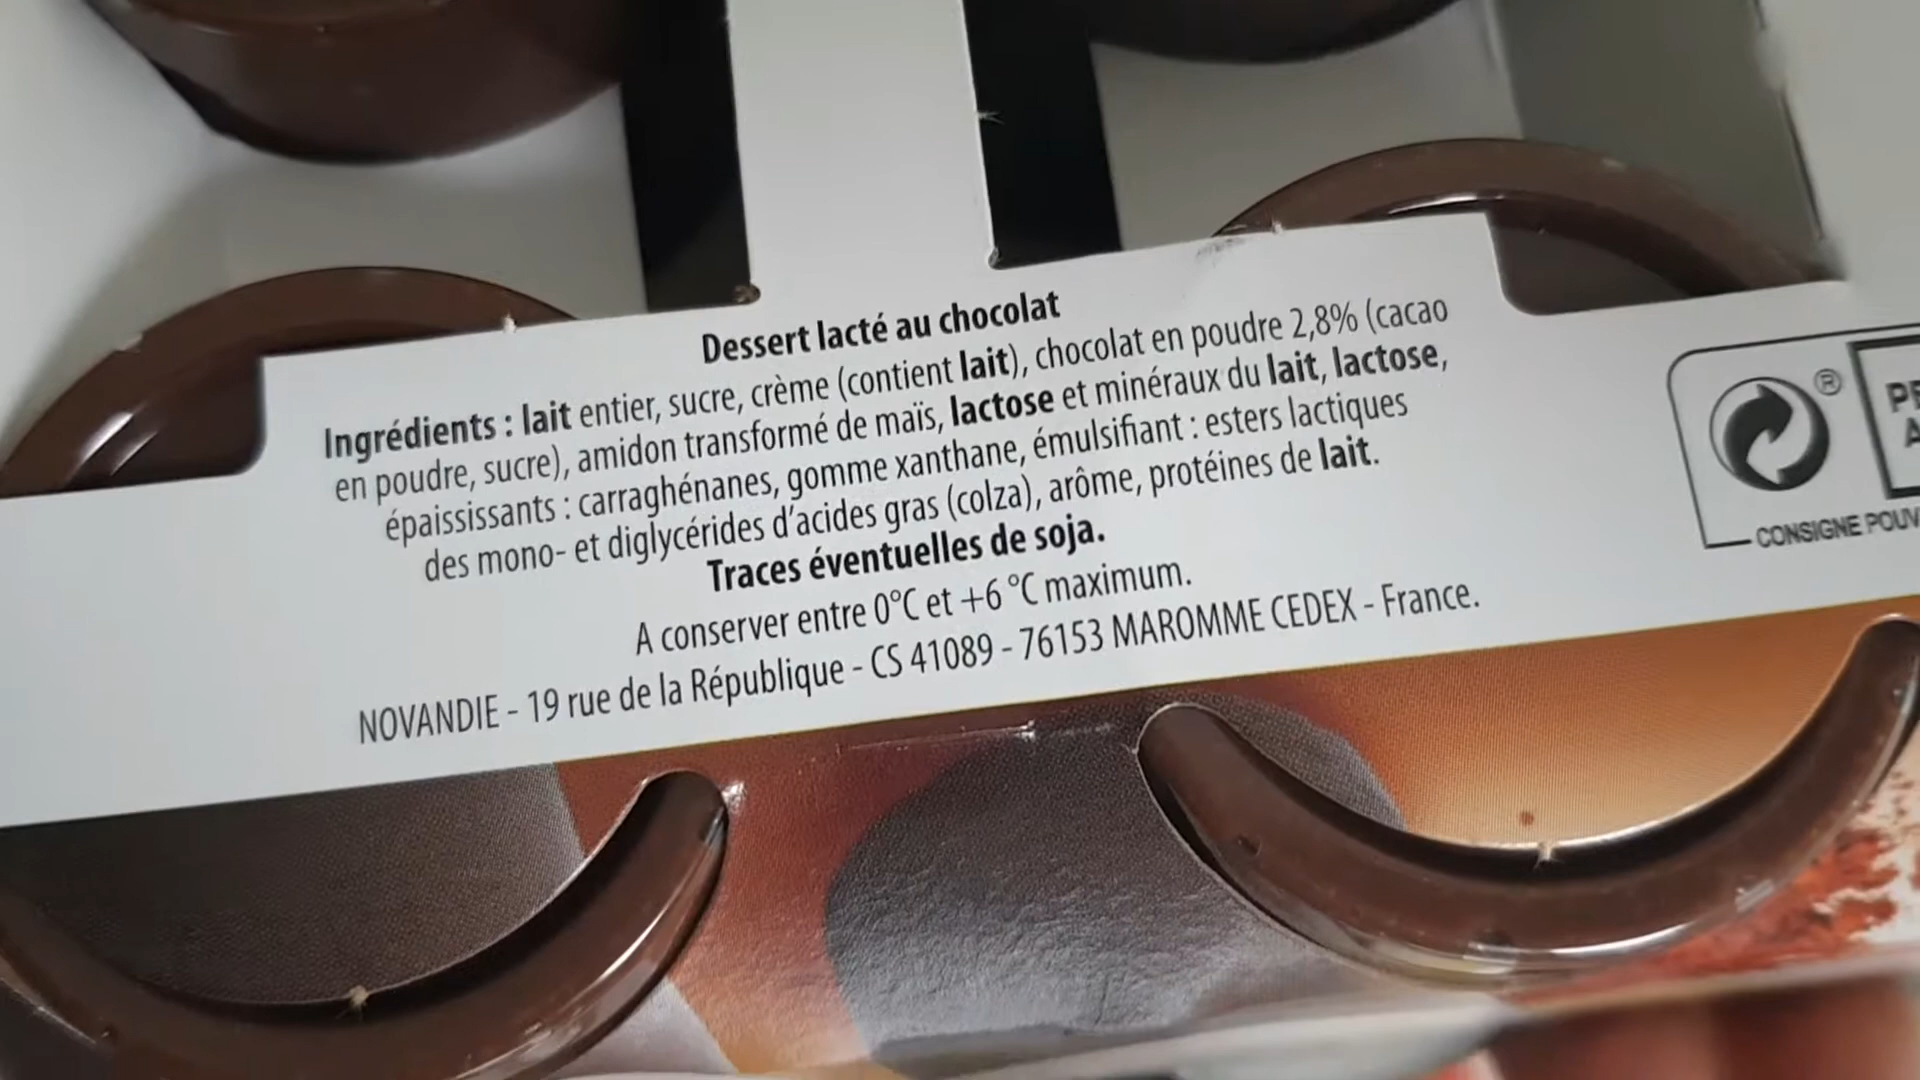 Dessert lacté au chocolat
Ingrédients : lait entier, sucre, crème (contient lait), chocolat en poudre 2,8% (cacao
en poudre, sucre), amidon transformé de maïs, lactose et minéraux du lait, lactose,
épaississants : carraghénanes, gomme xanthane, émulsifiant : esters lactiques
des mono- et diglycérides d'acides gras (colza), arôme, protéines de lait.
Traces éventuelles de soja.
A conserver entre 0°C et +6 °C maximum.
NOVANDIE - 19 rue de la République - CS 41089 - 76153 MAROMME CEDEX - France.
®
CONSIGNE